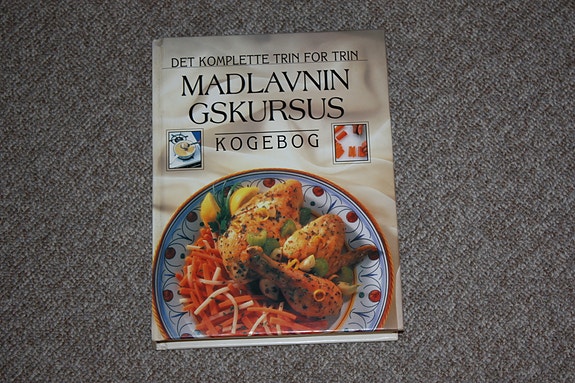 DET KOMPLETTE TRIN FOR TRIN
MADLAVNIN
GSKURSUS
KOGEBOG